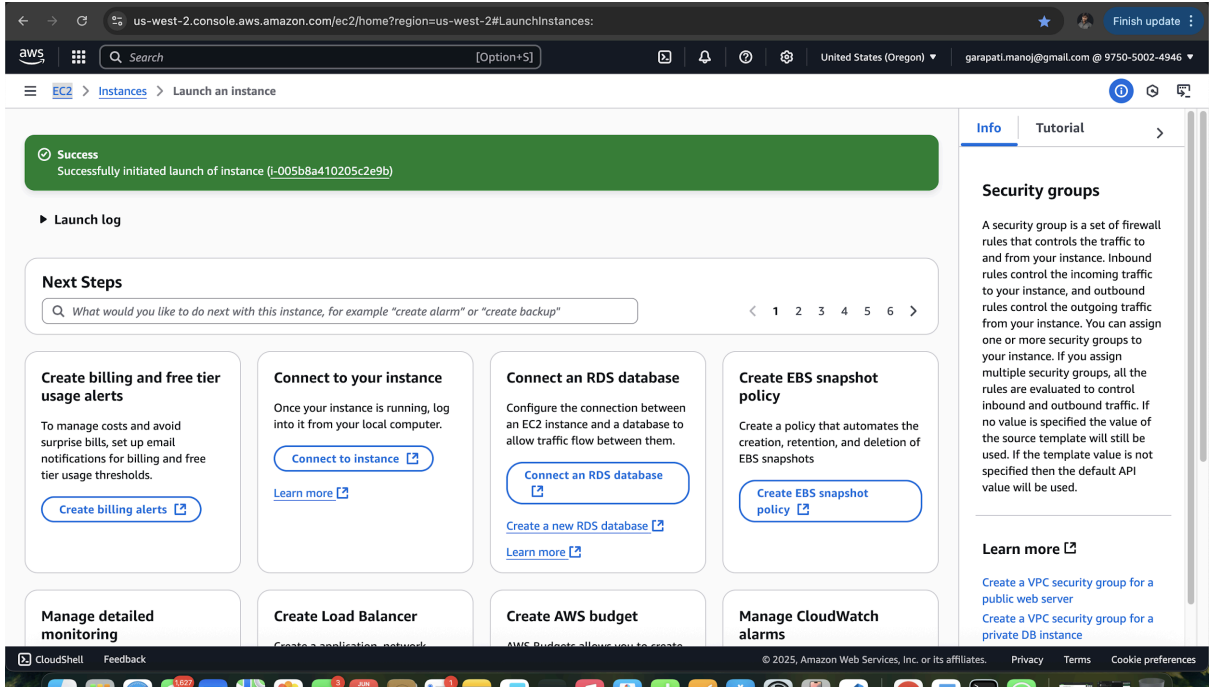 us-west-2.console.aws.amazon.com/ec2/home?region=us-west-2#LaunchInstances:
Finish update
aws
Search
[Option+S]
United States (Oregon)
garapati.manoj@gmail.com @ 9750-5002-4946
EC2
Instances
Launch an instance
Info
Tutorial
Success
Successfully initiated launch of instance (i-005b8a410205c2e9b)
Launch log
Next Steps
What would you like to do next with this instance, for example "create alarm" or "create backup"
1 2 3 4 5 6
Create billing and free tier
usage alerts
To manage costs and avoid
surprise bills, set up email
notifications for billing and free
tier usage thresholds.
Create billing alerts
Connect to your instance
Once your instance is running, log
into it from your local computer.
Connect to instance
Learn more
Connect an RDS database
Configure the connection between
an EC2 instance and a database to
allow traffic flow between them.
Connect an RDS database
Create a new RDS database
Learn more
Create EBS snapshot
policy
Create a policy that automates the
creation, retention, and deletion of
EBS snapshots
Create EBS snapshot
policy
Manage detailed
monitoring
Create Load Balancer
Create a application, network
Create AWS budget
AWS Budgets allows you to create
Manage CloudWatch
alarms
Security groups
A security group is a set of firewall
rules that controls the traffic to
and from your instance. Inbound
rules control the incoming traffic
to your instance, and outbound
rules control the outgoing traffic
from your instance. You can assign
one or more security groups to
your instance. If you assign
multiple security groups, all the
rules are evaluated to control
inbound and outbound traffic. If
no value is specified the value of
the source template will still be
used. If the template value is not
specified then the default API
value will be used.
Learn more
Create a VPC security group for a
public web server
Create a VPC security group for a
private DB instance
CloudShell
Feedback
© 2025, Amazon Web Services, Inc. or its affiliates.
Privacy
Terms
Cookie preferences
1,627
3
JUN
1